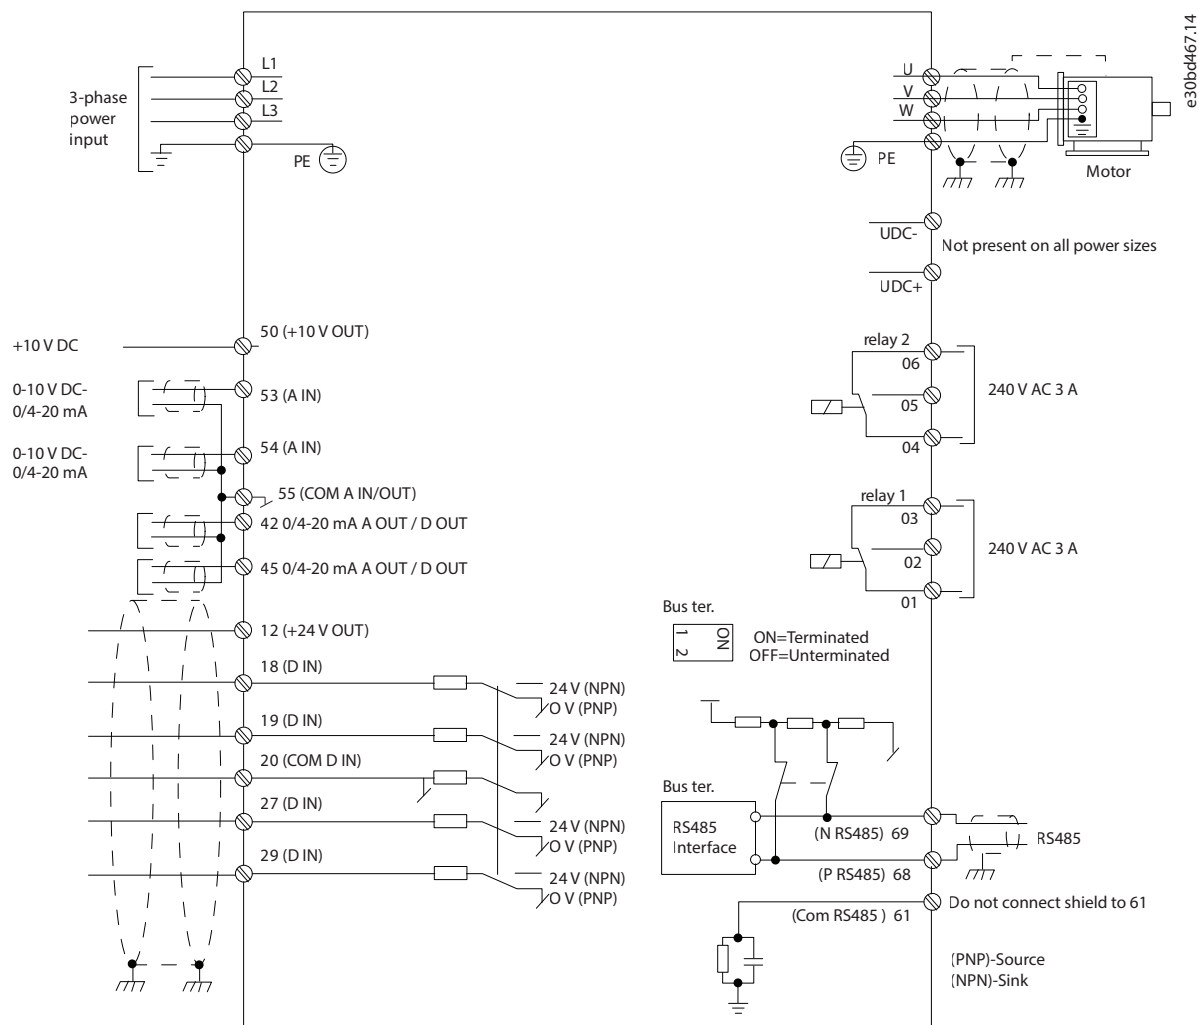 e30bd467.14
L1
L2
L3
3-phase
power
input
PE
U
V
W
PE
Motor
UDC-
Not present on all power sizes
UDC+
+10 V DC
50 (+10 V OUT)
0-10 V DC-
0/4-20 mA
53 (A IN)
0-10 V DC-
0/4-20 mA
54 (A IN)
55 (COM A IN/OUT)
42 0/4-20 mA A OUT / D OUT
45 0/4-20 mA A OUT / D OUT
12 (+24 V OUT)
18 (D IN)
24 V (NPN)
O V (PNP)
19 (D IN)
24 V (NPN)
O V (PNP)
20 (COM D IN)
27 (D IN)
24 V (NPN)
O V (PNP)
29 (D IN)
24 V (NPN)
O V (PNP)
relay 2
06
05
04
240 V AC 3 A
relay 1
03
02
01
240 V AC 3 A
Bus ter.
1
2
ON
ON=Terminated
OFF=Unterminated
Bus ter.
RS485
Interface
(N RS485) 69
RS485
(P RS485) 68
(Com RS485 ) 61
Do not connect shield to 61
(PNP)-Source
(NPN)-Sink